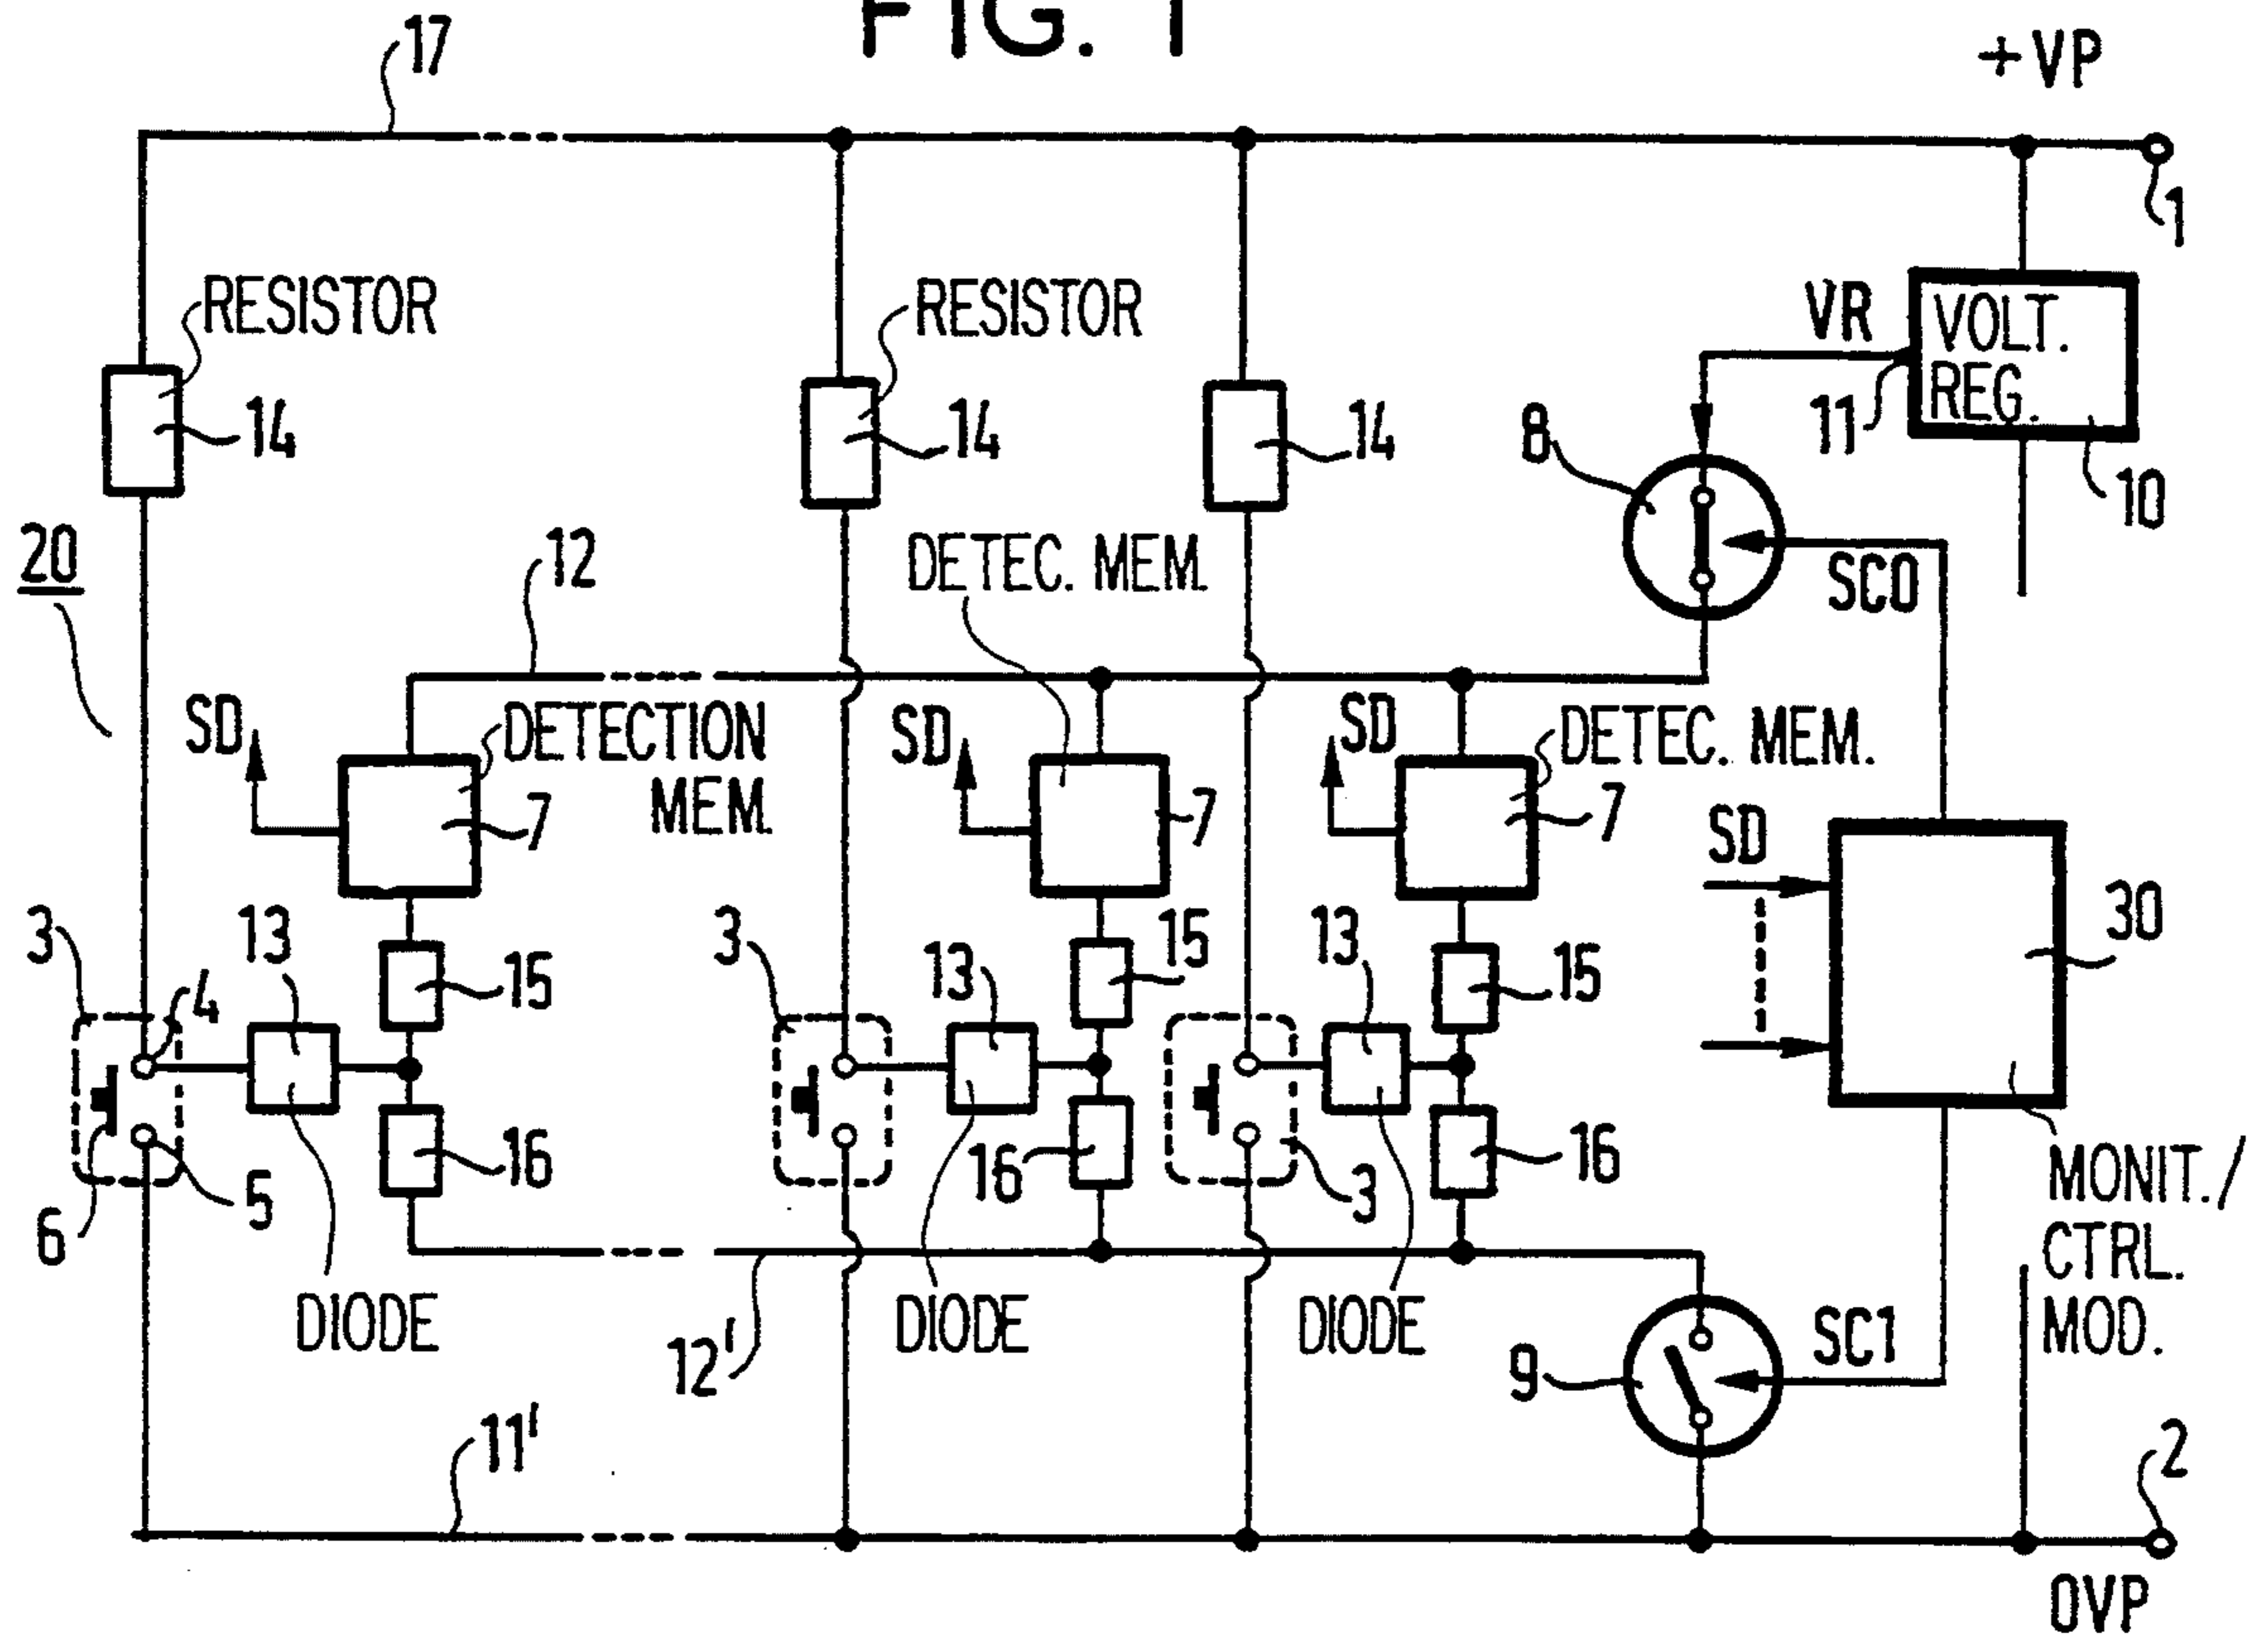 FIG. 1
17
+ VP
1
RESISTOR
RESISTOR
VR
VOLT.
REG.
14
14
14
8
11
10
20
12
DETEC. MEM.
SC0
SD
DETECTION
MEM.
SD
SD
DETEC. MEM.
7
7
7
SD
3
13
15
3
13
15
13
15
30
4
6
5
16
16
3
16
MONIT./
CTRL.
MOD.
DIODE
12'
DIODE
DIODE
9
SC1
11'
2
0VP